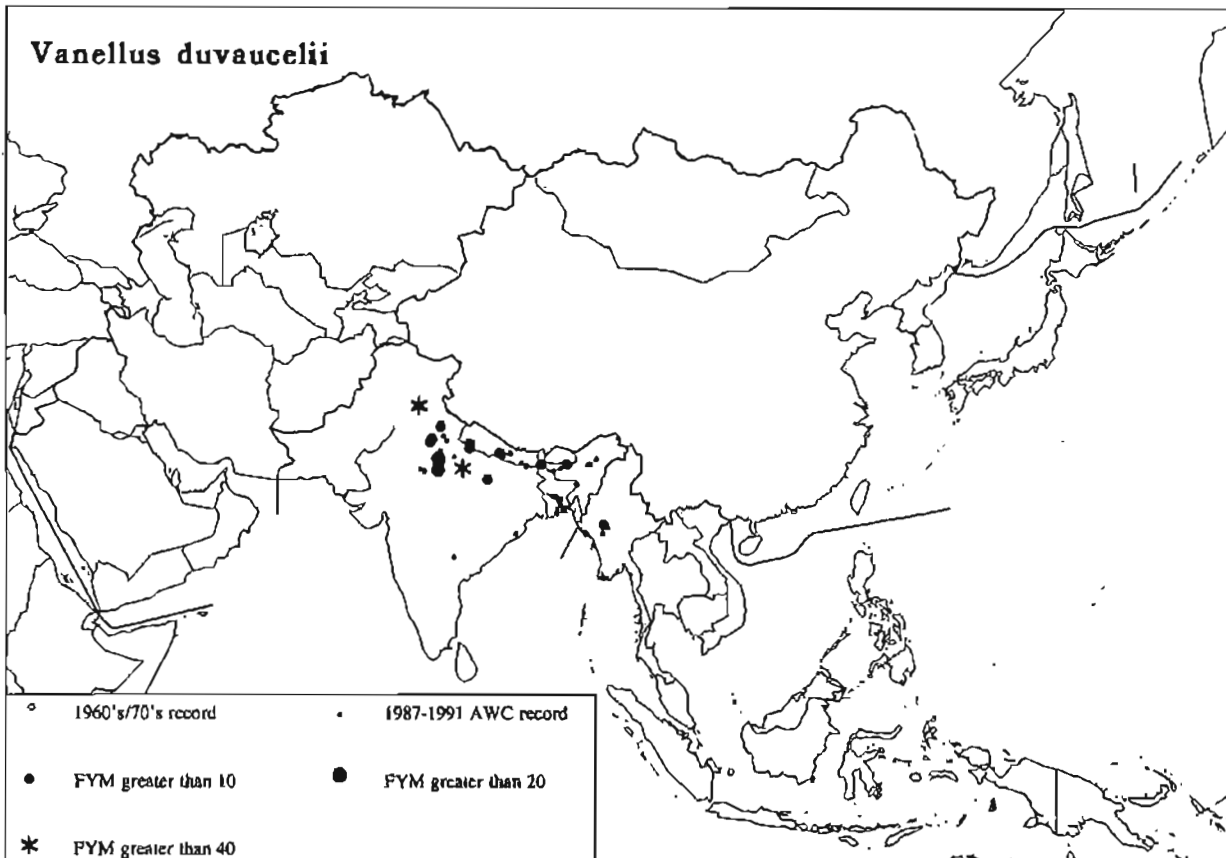 Vanellus duvaucelii
1960's/70's record
1987-1991 AWC record
FYM greater than 10
FYM greater than 20
FYM greater than 40